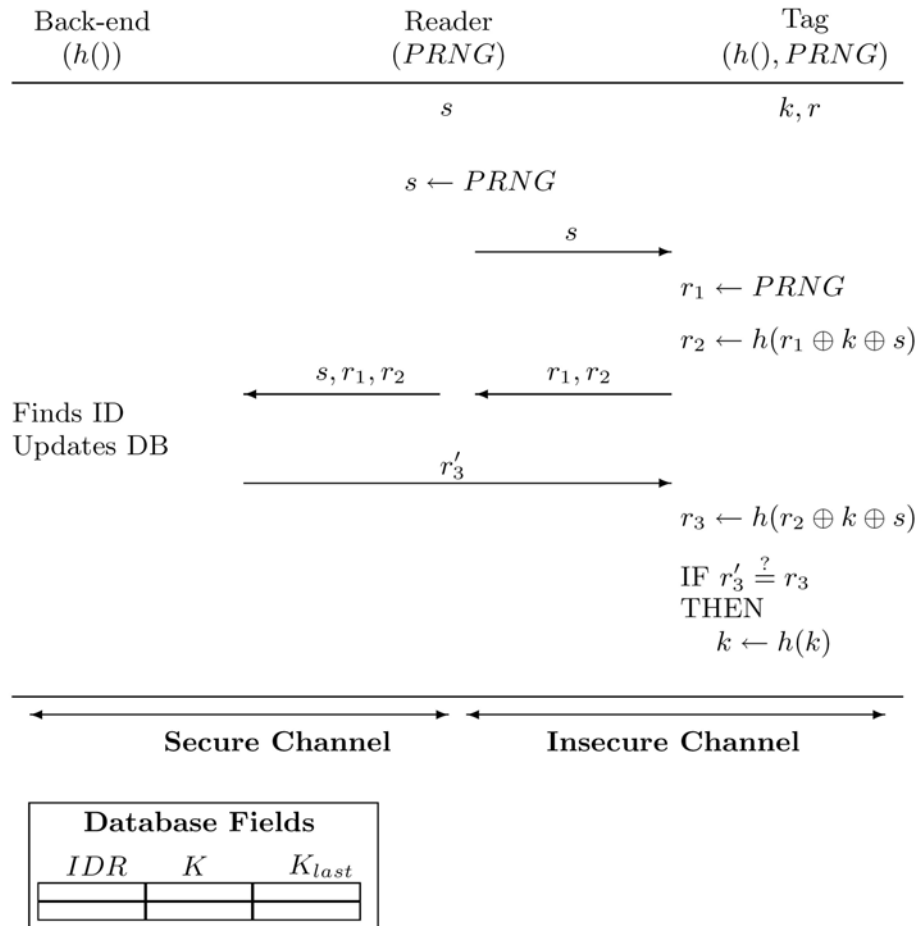 Back-end Reader Tag
(h()) (PRNG) (h(), PRNG)
s k, r
s ← PRNG
s
r₁ ← PRNG
r₂ ← h(r₁ ⊕ k ⊕ s)
s, r₁, r₂ r₁, r₂
Finds ID
Updates DB
r′₃
r₃ ← h(r₂ ⊕ k ⊕ s)
IF r′₃ ≟ r₃
THEN
k ← h(k)
Secure Channel Insecure Channel
Database Fields
IDR K K_last